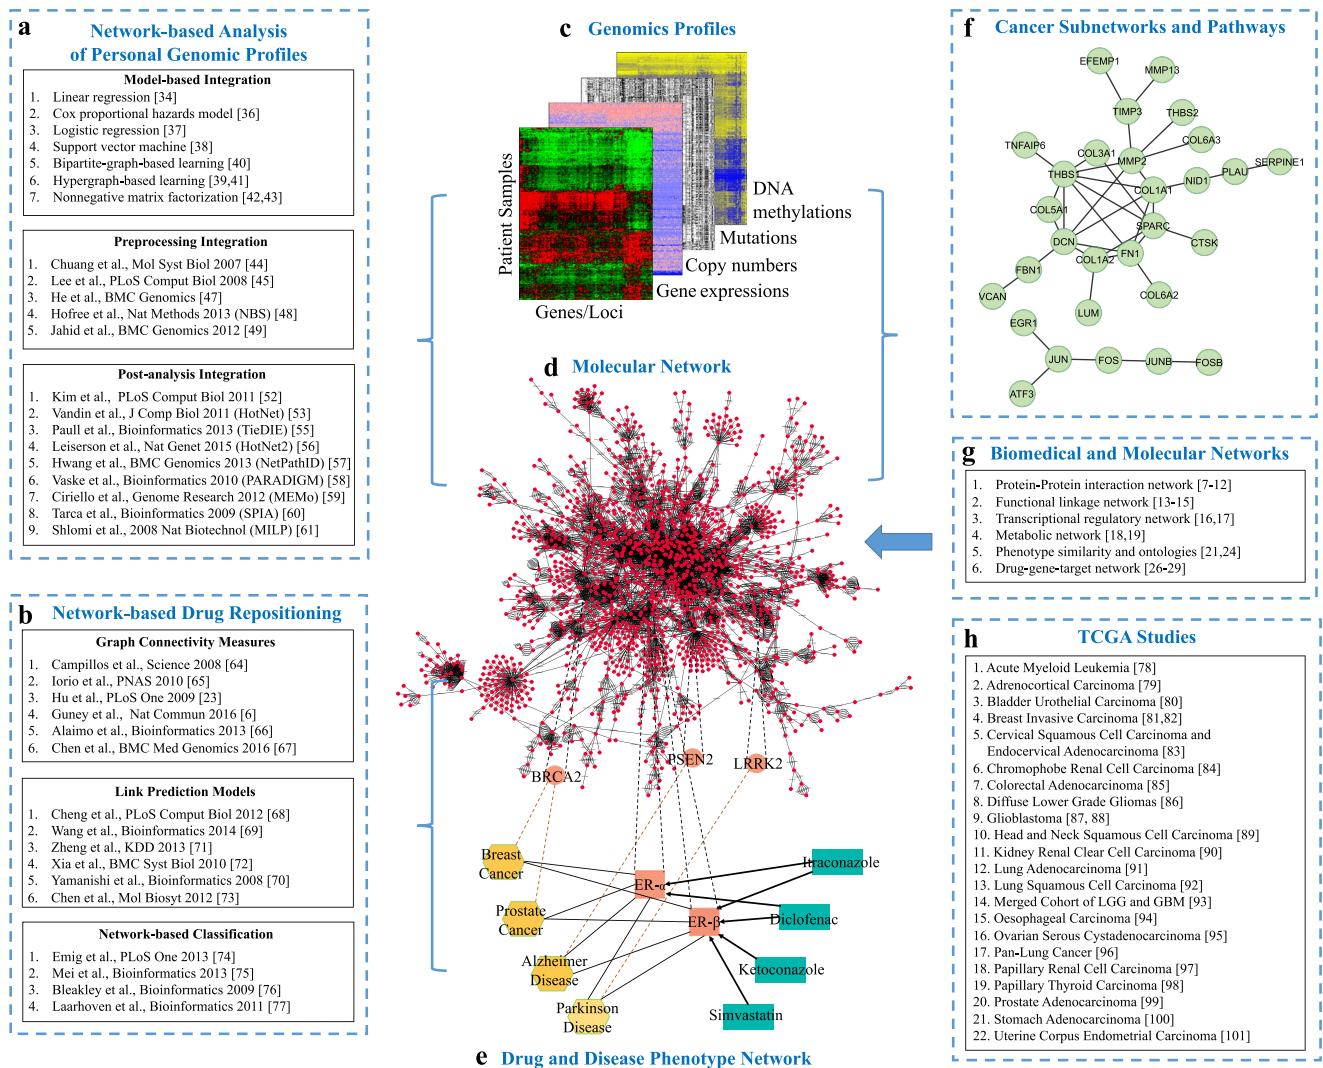 a
Network-based Analysis
of Personal Genomic Profiles
Model-based Integration
1. Linear regression [34]
2. Cox proportional hazards model [36]
3. Logistic regression [37]
4. Support vector machine [38]
5. Bipartite-graph-based learning [40]
6. Hypergraph-based learning [39,41]
7. Nonnegative matrix factorization [42,43]
Preprocessing Integration
1. Chuang et al., Mol Syst Biol 2007 [44]
2. Lee et al., PLoS Comput Biol 2008 [45]
3. He et al., BMC Genomics [47]
4. Hofree et al., Nat Methods 2013 (NBS) [48]
5. Jahid et al., BMC Genomics 2012 [49]
Post-analysis Integration
1. Kim et al., PLoS Comput Biol 2011 [52]
2. Vandin et al., J Comp Biol 2011 (HotNet) [53]
3. Paull et al., Bioinformatics 2013 (TieDIE) [55]
4. Leiserson et al., Nat Genet 2015 (HotNet2) [56]
5. Hwang et al., BMC Genomics 2013 (NetPathID) [57]
6. Vaske et al., Bioinformatics 2010 (PARADIGM) [58]
7. Ciriello et al., Genome Research 2012 (MEMo) [59]
8. Tarca et al., Bioinformatics 2009 (SPIA) [60]
9. Shlomi et al., 2008 Nat Biotechnol (MILP) [61]
b
Network-based Drug Repositioning
Graph Connectivity Measures
1. Campillos et al., Science 2008 [64]
2. Iorio et al., PNAS 2010 [65]
3. Hu et al., PLoS One 2009 [23]
4. Guney et al., Nat Commun 2016 [6]
5. Alaimo et al., Bioinformatics 2013 [66]
6. Chen et al., BMC Med Genomics 2016 [67]
Link Prediction Models
1. Cheng et al., PLoS Comput Biol 2012 [68]
2. Wang et al., Bioinformatics 2014 [69]
3. Zheng et al., KDD 2013 [71]
4. Xia et al., BMC Syst Biol 2010 [72]
5. Yamanishi et al., Bioinformatics 2008 [70]
6. Chen et al., Mol Biosyt 2012 [73]
Network-based Classification
1. Emig et al., PLoS One 2013 [74]
2. Mei et al., Bioinformatics 2013 [75]
3. Bleakley et al., Bioinformatics 2009 [76]
4. Laarhoven et al., Bioinformatics 2011 [77]
c
Genomics Profiles
Patient Samples
Genes/Loci
DNA
methylations
Mutations
Copy numbers
Gene expressions
d
Molecular Network
BRCA2
PSEN2
LRRK2
Breast
Cancer
Prostate
Cancer
Alzheimer
Disease
Parkinson
Disease
ER-α
ER-β
Itraconazole
Diclofenac
Ketoconazole
Simvastatin
e
Drug and Disease Phenotype Network
f
Cancer Subnetworks and Pathways
EFEMP1
MMP13
TIMP3
THBS2
TNFAIP6
COL3A1
COL6A3
MMP2
THBS1
SERPINE1
PLAU
NID1
COL1A1
COL5A1
SPARC
DCN
CTSK
FN1
COL1A2
FBN1
VCAN
COL6A2
LUM
EGR1
JUN
FOS
JUNB
FOSB
ATF3
g
Biomedical and Molecular Networks
1. Protein-Protein interaction network [7-12]
2. Functional linkage network [13-15]
3. Transcriptional regulatory network [16,17]
4. Metabolic network [18,19]
5. Phenotype similarity and ontologies [21,24]
6. Drug-gene-target network [26-29]
h
TCGA Studies
1. Acute Myeloid Leukemia [78]
2. Adrenocortical Carcinoma [79]
3. Bladder Urothelial Carcinoma [80]
4. Breast Invasive Carcinoma [81,82]
5. Cervical Squamous Cell Carcinoma and
Endocervical Adenocarcinoma [83]
6. Chromophobe Renal Cell Carcinoma [84]
7. Colorectal Adenocarcinoma [85]
8. Diffuse Lower Grade Gliomas [86]
9. Glioblastoma [87, 88]
10. Head and Neck Squamous Cell Carcinoma [89]
11. Kidney Renal Clear Cell Carcinoma [90]
12. Lung Adenocarcinoma [91]
13. Lung Squamous Cell Carcinoma [92]
14. Merged Cohort of LGG and GBM [93]
15. Oesophageal Carcinoma [94]
16. Ovarian Serous Cystadenocarcinoma [95]
17. Pan-Lung Cancer [96]
18. Papillary Renal Cell Carcinoma [97]
19. Papillary Thyroid Carcinoma [98]
20. Prostate Adenocarcinoma [99]
21. Stomach Adenocarcinoma [100]
22. Uterine Corpus Endometrial Carcinoma [101]